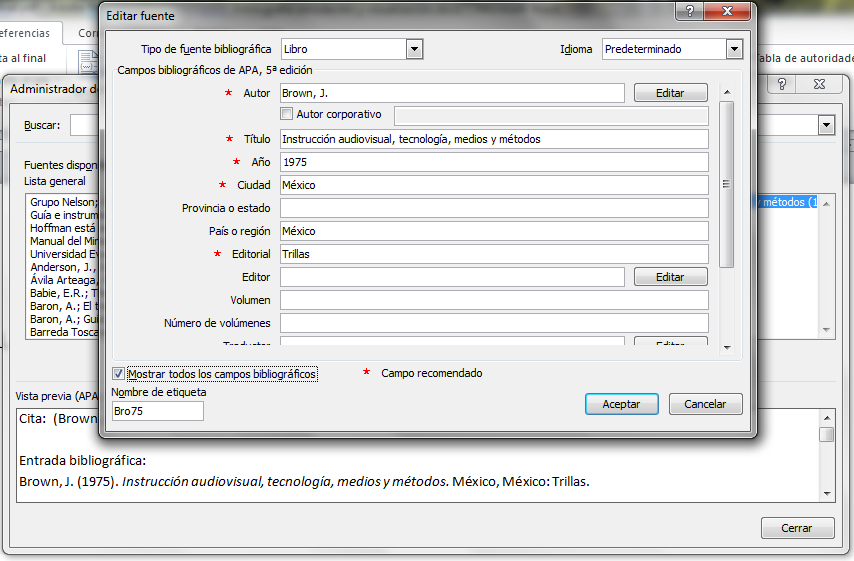 Editar fuente
eferencias
Cor
ta al final
Tabla de autoridade
Tipo de fuente bibliográfica Libro Idioma Predeterminado
Campos bibliográficos de APA, 5ª edición
Administrador d
* Autor Brown, J. Editar
Autor corporativo
Buscar:
* Título Instrucción audiovisual, tecnología, medios y métodos
* Año 1975
Fuentes dispon
Lista general
* Ciudad México
Provincia o estado
País o región México
* Editorial Trillas
Editor Editar
Volumen
Número de volúmenes
Traductor Editar
Grupo Nelson;
Guía e instrum
Hoffman está
Manual del Min
Universidad Ev
Anderson, J.,
Ávila Arteaga,
Babie, E.R.; T
Baron, A.; El t
Baron, A.; Gui
Barreda Tosca
y métodos (1
Mostrar todos los campos bibliográficos * Campo recomendado
Nombre de etiqueta
Bro75
Aceptar Cancelar
Vista previa (APA
Cita: (Brown
Entrada bibliográfica:
Brown, J. (1975). Instrucción audiovisual, tecnología, medios y métodos. México, México: Trillas.
Cerrar